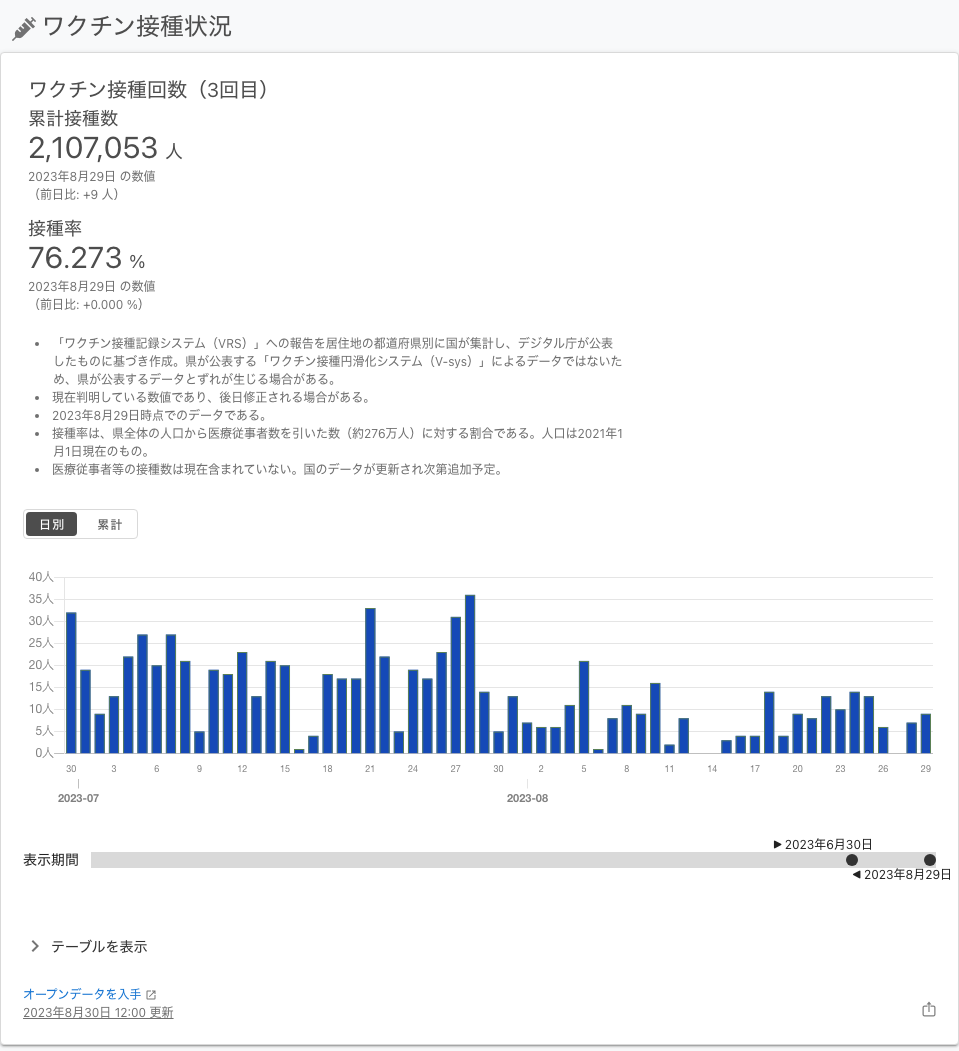 ワクチン接種状況
ワクチン接種回数（3回目）
累計接種数
2,107,053 人
2023年8月29日 の数値
（前日比: +9 人）
接種率
76.273 %
2023年8月29日 の数値
（前日比: +0.000 %）
• 「ワクチン接種記録システム（VRS）」への報告を居住地の都道府県別に国が集計し、デジタル庁が公表
したものに基づき作成。県が公表する「ワクチン接種円滑化システム（V-sys）」によるデータではないた
め、県が公表するデータとずれが生じる場合がある。
• 現在判明している数値であり、後日修正される場合がある。
• 2023年8月29日時点でのデータである。
• 接種率は、県全体の人口から医療従事者数を引いた数（約276万人）に対する割合である。人口は2021年1
月1日現在のもの。
• 医療従事者等の接種数は現在含まれていない。国のデータが更新され次第追加予定。
日別 累計
40人
35人
30人
25人
20人
15人
10人
5人
0人
30 3 6 9 12 15 18 21 24 27 30 2 5 8 11 14 17 20 23 26 29
2023-07 2023-08
▶ 2023年6月30日
表示期間
◀ 2023年8月29日
テーブルを表示
オープンデータを入手
2023年8月30日 12:00 更新